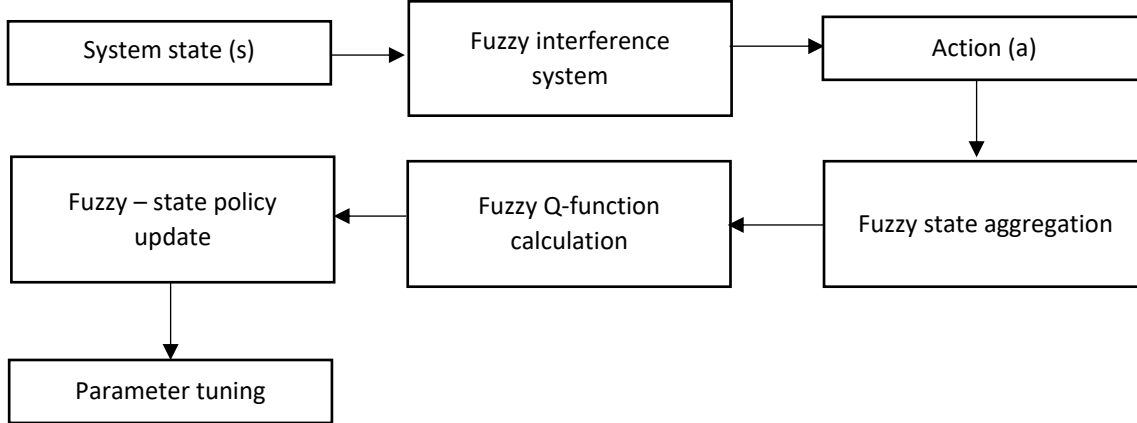 System state (s)
Fuzzy interference
system
Action (a)
Fuzzy – state policy
update
Fuzzy Q-function
calculation
Fuzzy state aggregation
Parameter tuning